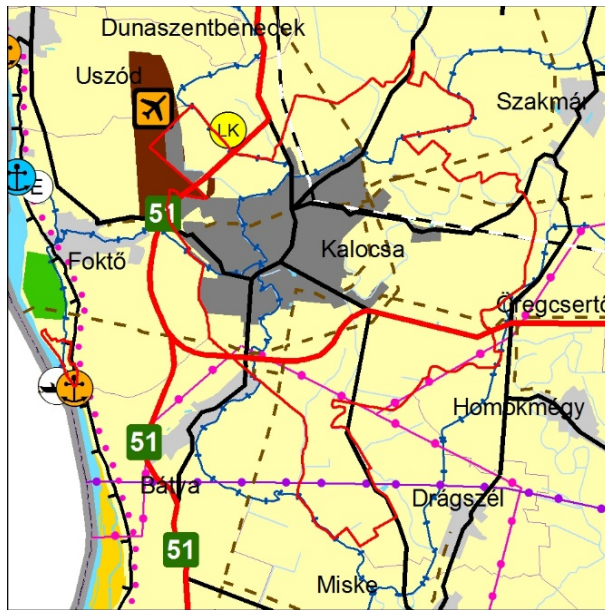 Dunaszentbenedek
Uszód
LK
Szakmár
E
51
Kalocsa
Foktő
Öregcsertő
Homokmégy
51
Bátya
Drágszél
51
Miske